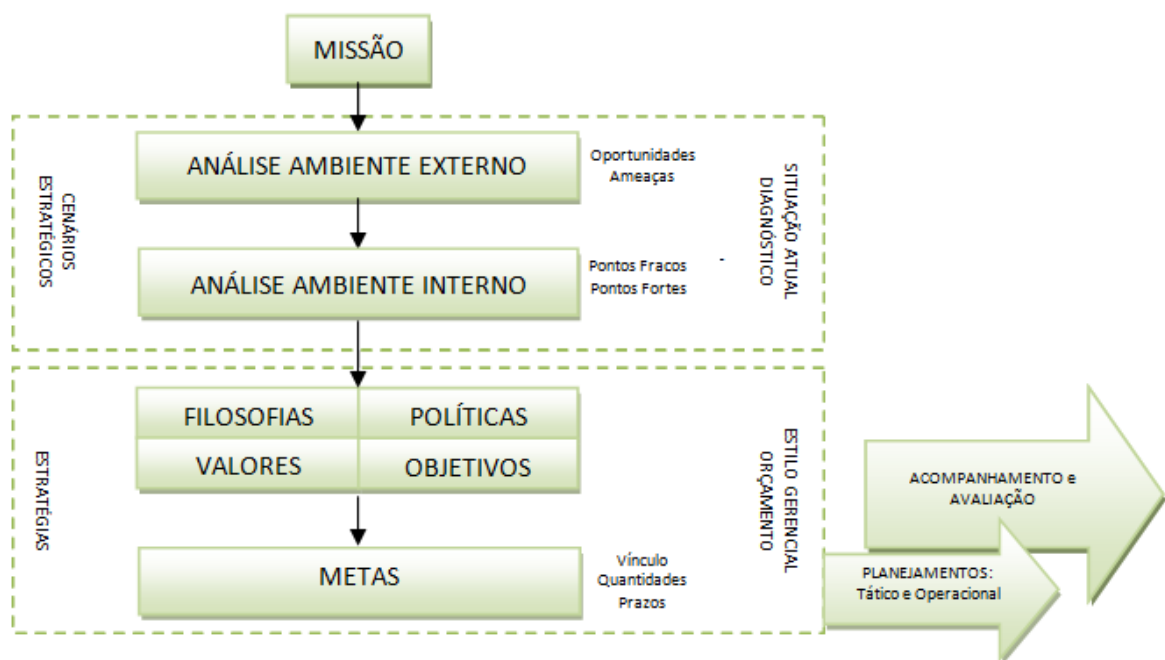 MISSÃO
CENÁRIOS
ESTRATÉGICOS
ANÁLISE AMBIENTE EXTERNO
Oportunidades
Ameaças
SITUAÇÃO ATUAL
DIAGNÓSTICO
ANÁLISE AMBIENTE INTERNO
Pontos Fracos
Pontos Fortes
-
ESTRATÉGIAS
FILOSOFIAS
POLÍTICAS
VALORES
OBJETIVOS
ESTILO GERENCIAL
ORÇAMENTO
METAS
Vínculo
Quantidades
Prazos
ACOMPANHAMENTO e
AVALIAÇÃO
PLANEJAMENTOS:
Tático e Operacional